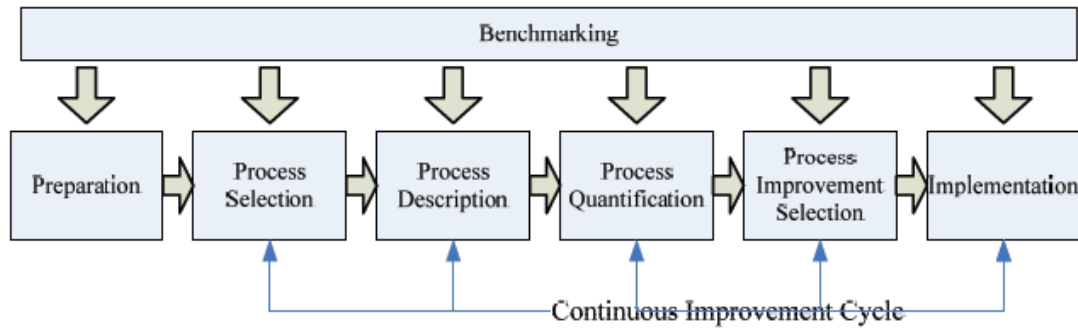 Benchmarking
Preparation
Process
Selection
Process
Description
Process
Quantification
Process
Improvement
Selection
Implementation
Continuous Improvement Cycle